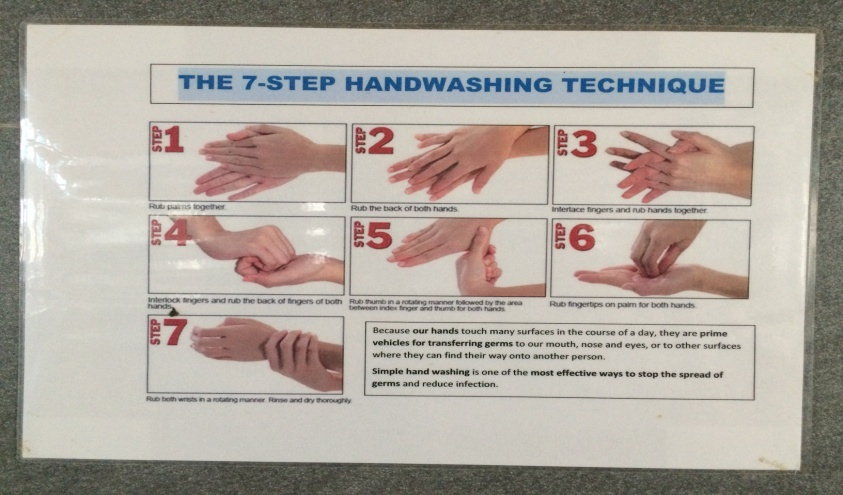 THE 7-STEP HANDWASHING TECHNIQUE
STEP 1
Rub palms together.
STEP 2
Rub the back of both hands.
STEP 3
Interlace fingers and rub hands together.
STEP 4
Interlock fingers and rub the back of fingers of both
hands.
STEP 5
Rub thumb in a rotating manner followed by the area
between index finger and thumb for both hands.
STEP 6
Rub fingertips on palm for both hands.
STEP 7
Rub both wrists in a rotating manner. Rinse and dry thoroughly.
Because our hands touch many surfaces in the course of a day, they are prime
vehicles for transferring germs to our mouth, nose and eyes, or to other surfaces
where they can find their way onto another person.
Simple hand washing is one of the most effective ways to stop the spread of
germs and reduce infection.